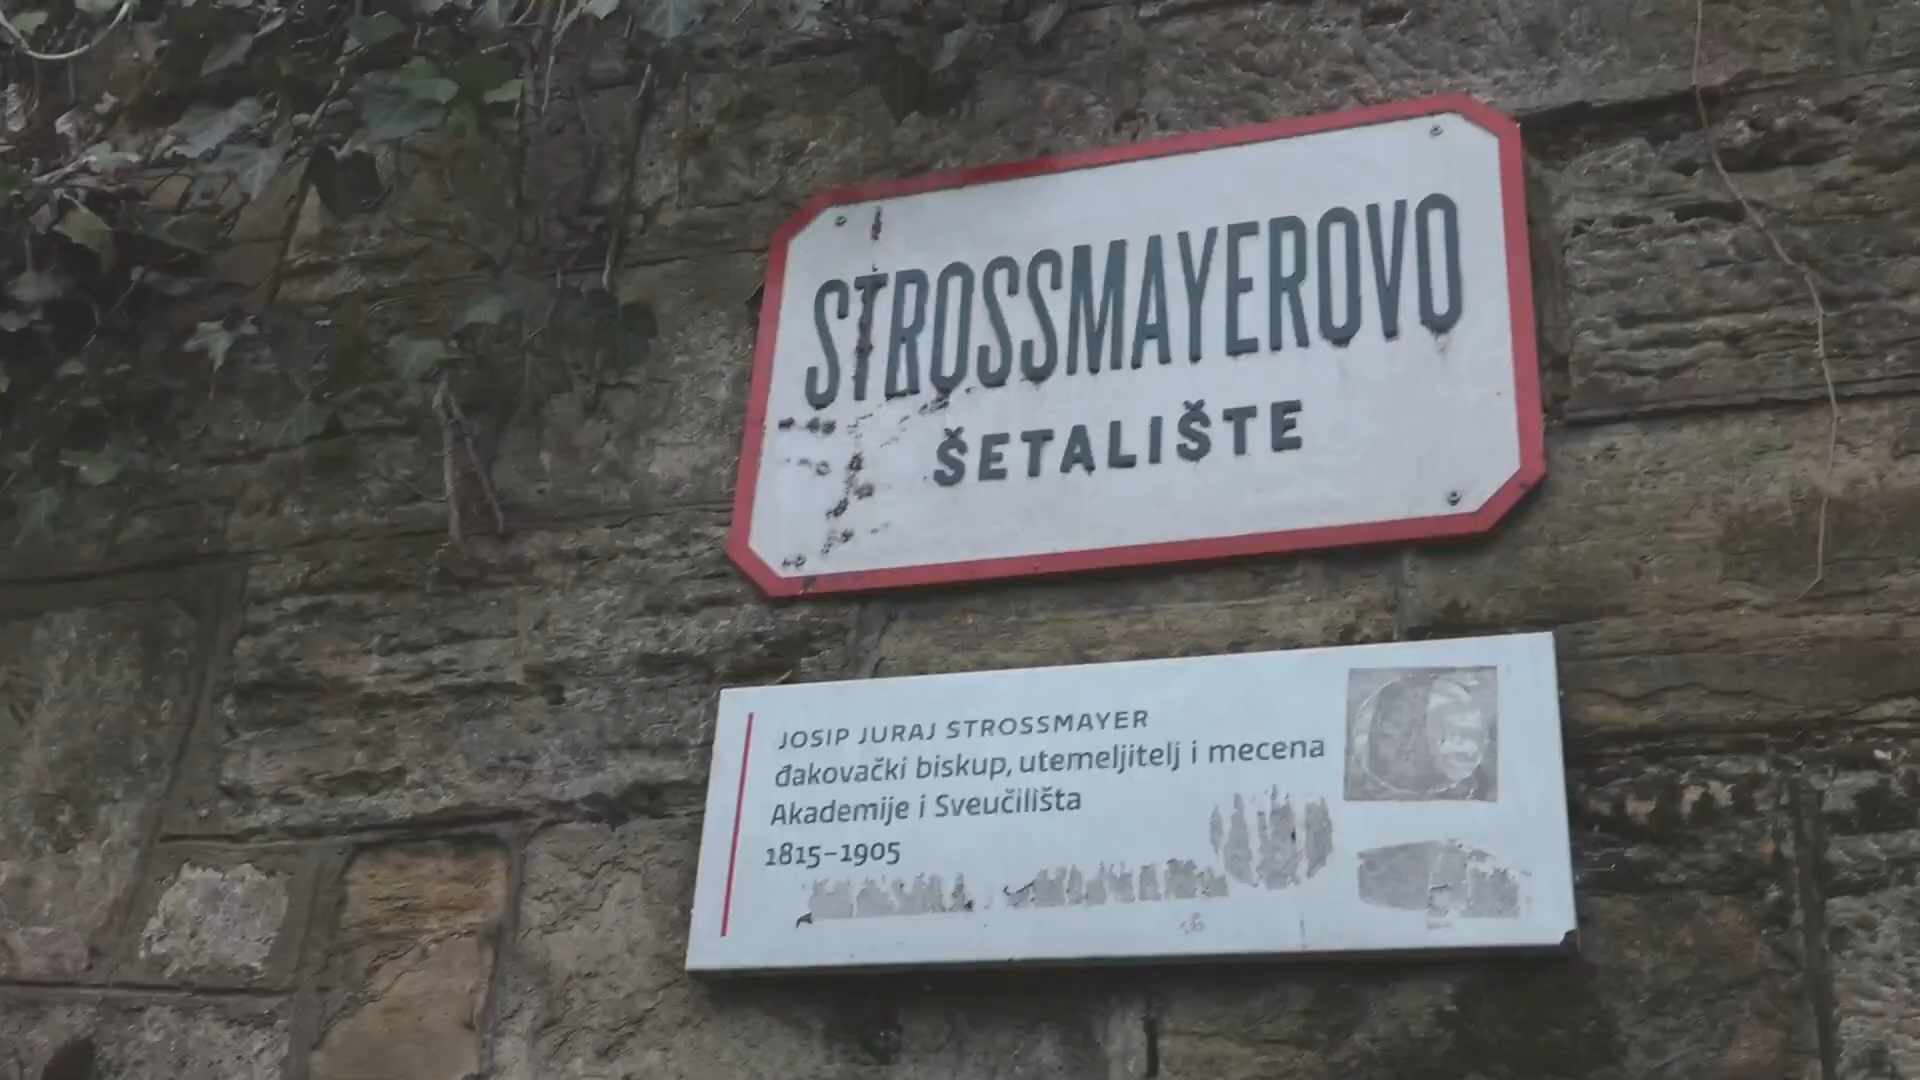 STROSSMAYEROVO
ŠETALIŠTE
JOSIP JURAJ STROSSMAYER
đakovački biskup, utemeljitelj i mecena
Akademije i Sveučilišta
1815–1905